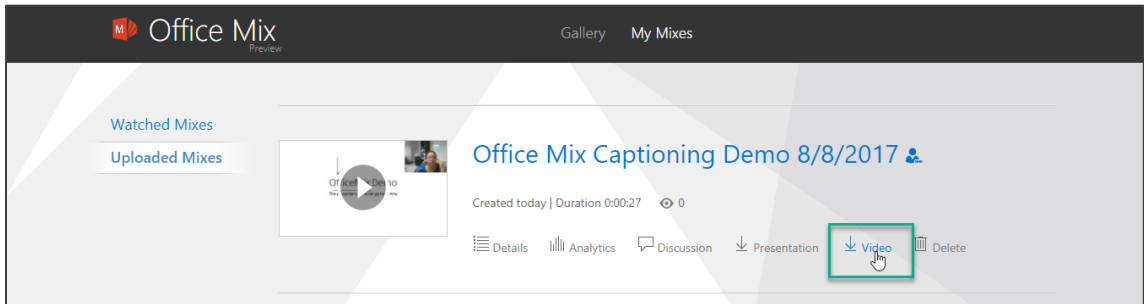 Office Mix
Preview
Gallery
My Mixes
Watched Mixes
Uploaded Mixes
Office Mix Captioning Demo 8/8/2017
Created today | Duration 0:00:27 0
Details Analytics Discussion Presentation Video Delete